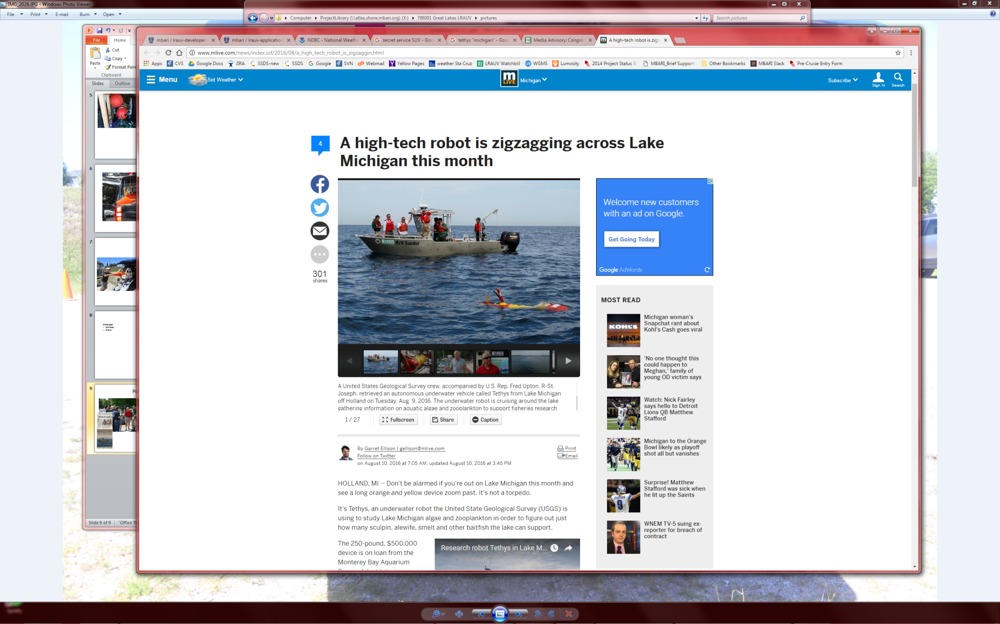 IMG_2026.JPG - Windows Photo Viewer
File Print E-mail Burn Open
Computer ProjectLibrary (\\atlas.shore.mbari.org) (X:) 706001 Great Lakes LRAUV pictures
Search pictures
File Home
Cut
Copy
Format Pain
Paste
Clipboard
Slides Outline
5
6
7
8
Challenges:
Altimeter
Charts
9
Slide 9 of 9 "Office Th
mbari / lrauv-developer-
mbari / lrauv-application
NDBC - National Weathe
secret service SUV - Goo
tethys "michigan" - Goog
Media Advisory: Congres
A high-tech robot is zigz
www.mlive.com/news/index.ssf/2016/08/a_high_tech_robot_is_zigzaggin.html
Apps CVS Google Docs JIRA SSDS-new SSDS Google SVN Webmail Yellow Pages weather Sta Cruz LRAUV Watchbill WGMS Lumosity 2014 Project Status & MBARI_Brief Support Other Bookmarks MBARI Slack Pre-Cruise Entry Form
Menu
Set Weather
m LIVE
Michigan
Subscribe
Sign In
Search
4
A high-tech robot is zigzagging across Lake
Michigan this month
301
shares
USGS R/V Sander
USGS
A United States Geological Survey crew, accompanied by U.S. Rep. Fred Upton, R-St.
Joseph, retrieved an autonomous underwater vehicle called Tethys from Lake Michigan
off Holland on Tuesday, Aug. 9, 2016. The underwater robot is cruising around the lake
gathering information on aquatic algae and zooplankton to support fisheries research
1 / 27 Fullscreen Share Caption
By Garret Ellison | gellison@mlive.com
Follow on Twitter
on August 10, 2016 at 7:05 AM, updated August 10, 2016 at 3:45 PM
Print
Email
HOLLAND, MI -- Don't be alarmed if you're out on Lake Michigan this month and
see a long orange and yellow device zoom past. It's not a torpedo.
It's Tethys, an underwater robot the United State Geological Survey (USGS) is
using to study Lake Michigan algae and zooplankton in order to figure out just
how many sculpin, alewife, smelt and other baitfish the lake can support.
The 250-pound, $500,000
device is on loan from the
Monterey Bay Aquarium
Research Tethys in Lake M...
Welcome new customers
with an ad on Google.
Get Going Today
Google AdWords
MOST READ
KOHL'S
Michigan woman's
Snapchat rant about
Kohl's Cash goes viral
'No one thought this
could happen to
Meghan,' family of
young OD victim says
Watch: Nick Fairley
says hello to Detroit
Lions QB Matthew
Stafford
Michigan to the Orange
Bowl likely as playoff
shot all but vanishes
STAFFORD
9
Surprise! Matthew
Stafford was sick when
he lit up the Saints
WNEM TV-5 suing ex-
reporter for breach of
contract